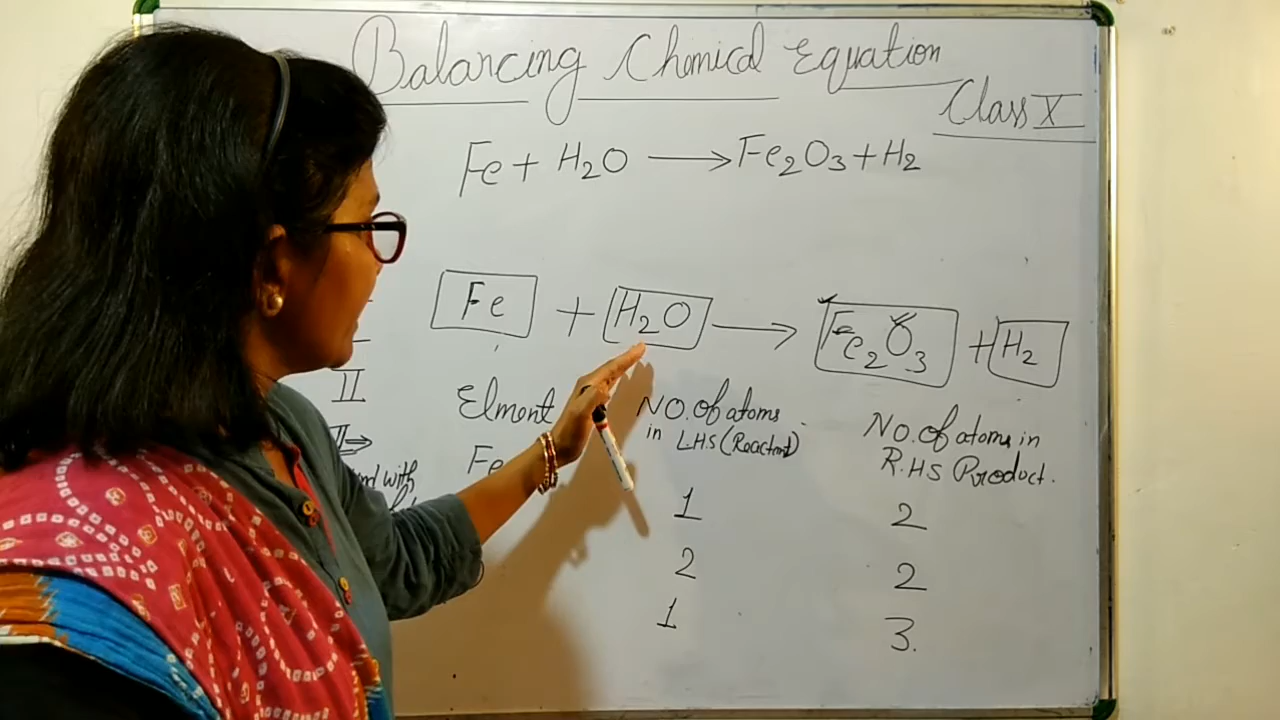 Balancing Chemical Equation
Class X
Fe + H2O ⟶ Fe2O3 + H2
Fe + H2O ⟶ Fe2O3 + H2
II
Elment NO. of atoms in LHS (Reactant) NO. of atoms in R.HS Product.
with
Fe
1 2
2 2
1 3.